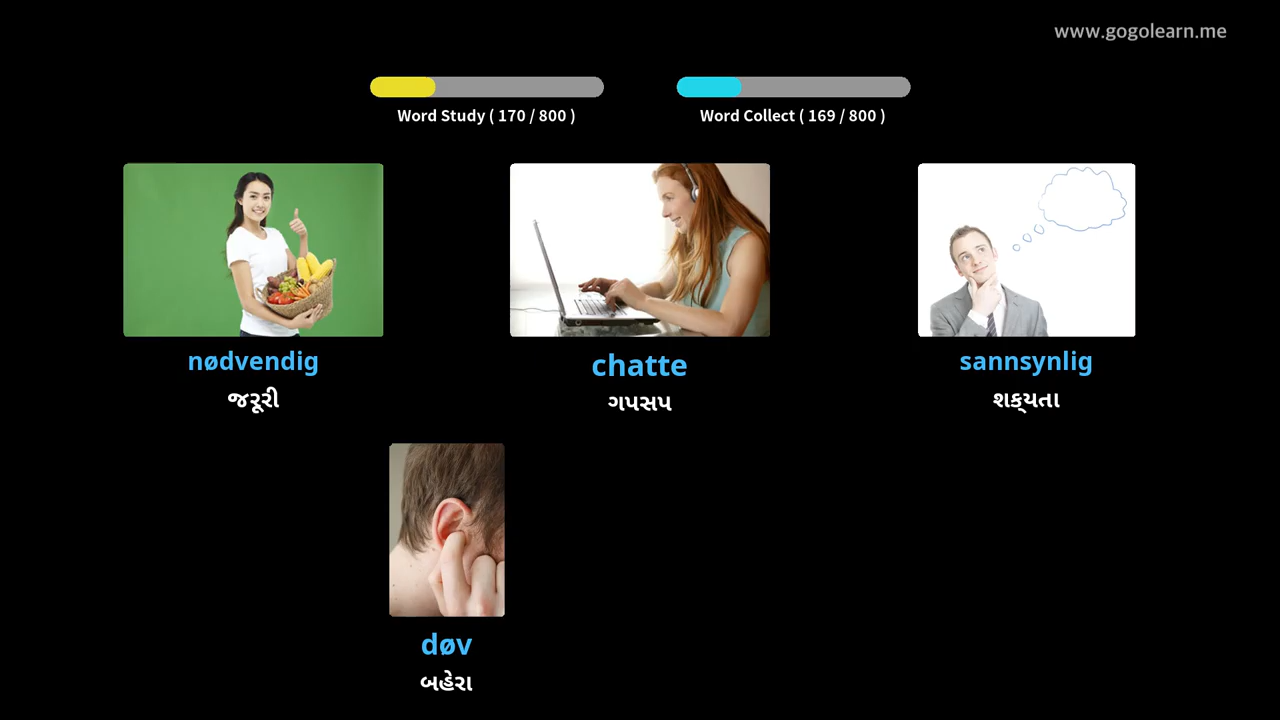 www.gogolearn.me
Word Study ( 170 / 800 )
Word Collect ( 169 / 800 )
nødvendig
જરૂરી
chatte
ગપસપ
sannsynlig
શક્યતા
døv
બહેરા